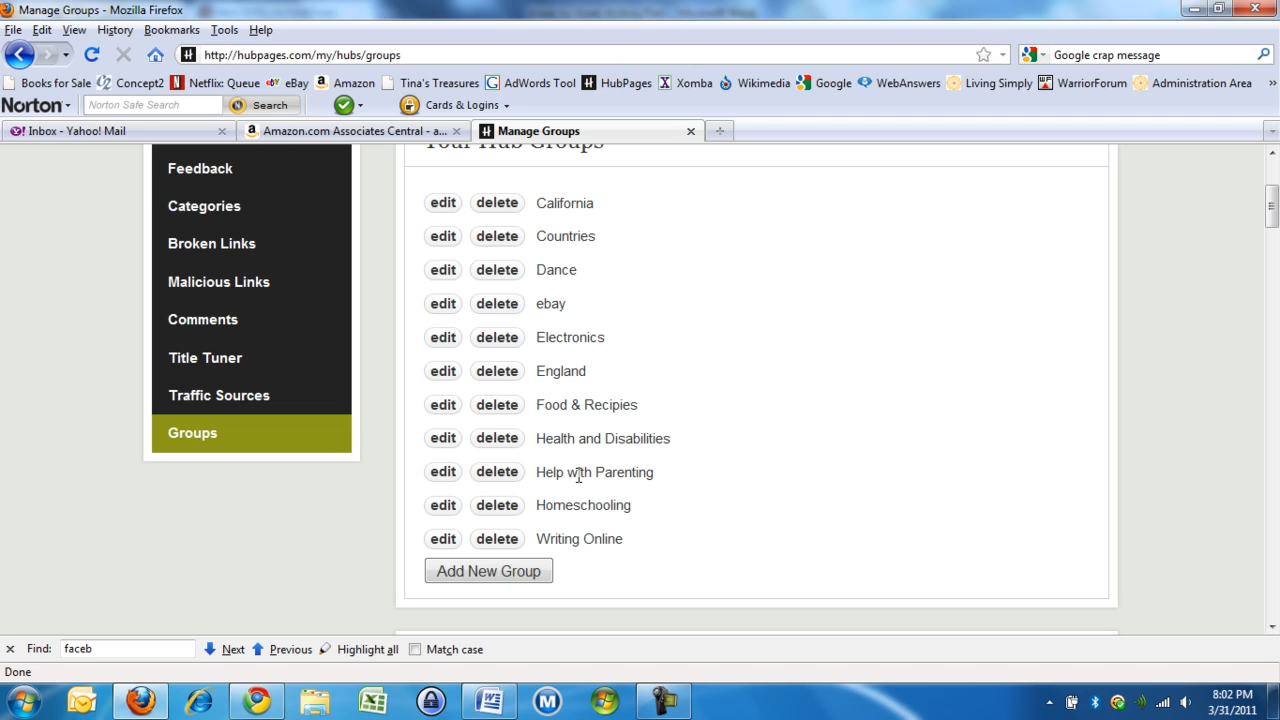 Manage Groups - Mozilla Firefox
File Edit View History Bookmarks Tools Help
http://hubpages.com/my/hubs/groups
Google crap message
Books for Sale Concept2 Netflix Queue eBay Amazon Tina's Treasures AdWords Tool HubPages Xomba Wikimedia Google WebAnswers Living Simply WarriorForum Administration Area
Norton Norton Safe Search Search Cards & Logins
Inbox - Yahoo! Mail
Amazon.com Associates Central - a...
Manage Groups
Your Hub Groups
Feedback
Categories
Broken Links
Malicious Links
Comments
Title Tuner
Traffic Sources
Groups
edit delete California
edit delete Countries
edit delete Dance
edit delete ebay
edit delete Electronics
edit delete England
edit delete Food & Recipies
edit delete Health and Disabilities
edit delete Help with Parenting
edit delete Homeschooling
edit delete Writing Online
Add New Group
Find: faceb Next Previous Highlight all Match case
Done
8:02 PM
3/31/2011